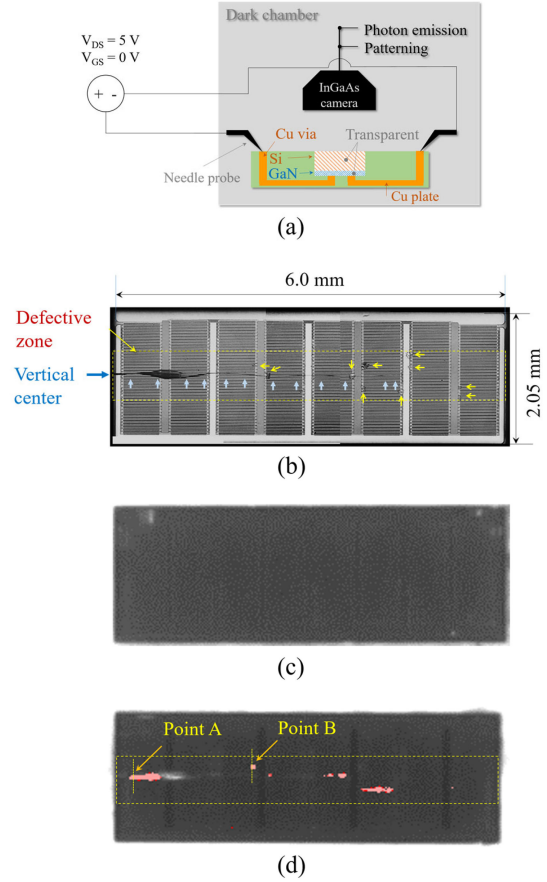 Dark chamber
V_DS = 5 V
V_GS = 0 V
Photon emission
Patterning
+ -
InGaAs
camera
Cu via
Transparent
Si
GaN
Needle probe
Cu plate
(a)
6.0 mm
Defective
zone
Vertical
center
2.05 mm
(b)
(c)
Point A
Point B
(d)